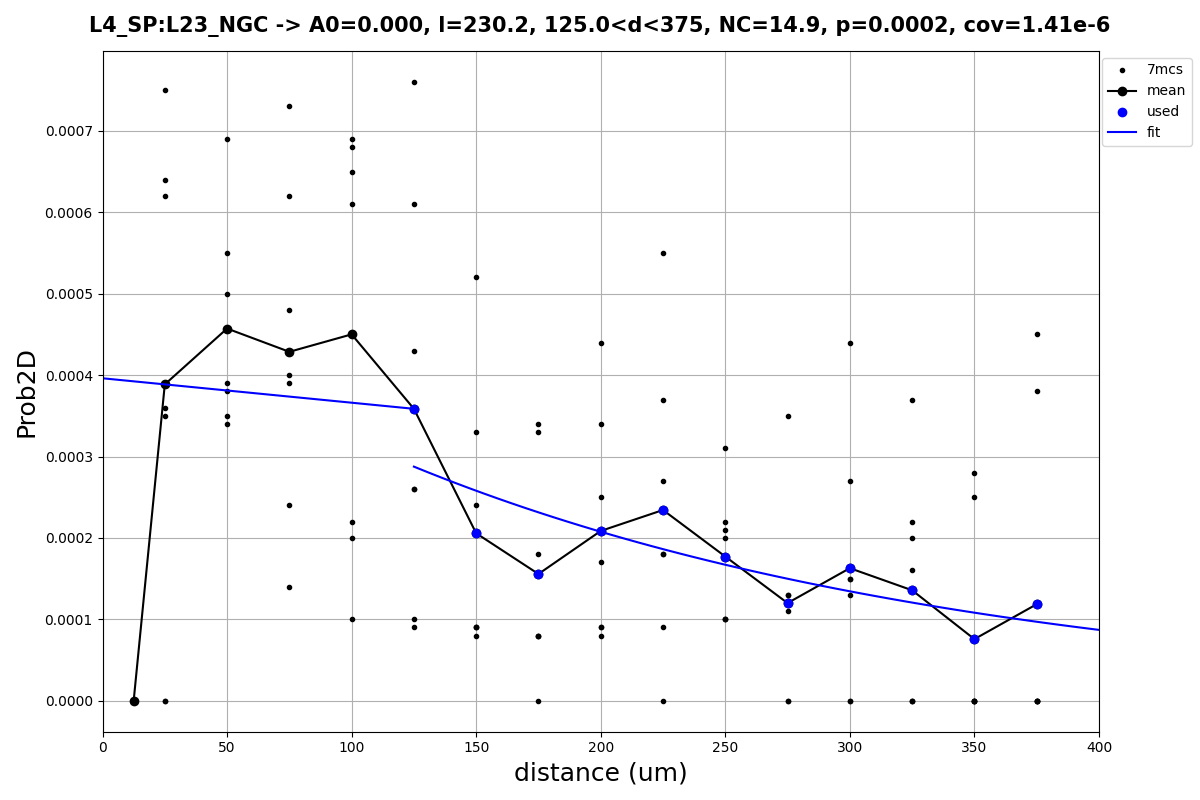 L4_SP:L23_NGC -> A0=0.000, l=230.2, 125.0<d<375, NC=14.9, p=0.0002, cov=1.41e-6
7mcs
mean
used
fit
0.0007
0.0006
0.0005
0.0004
0.0003
0.0002
0.0001
0.0000
Prob2D
0 50 100 150 200 250 300 350 400
distance (um)